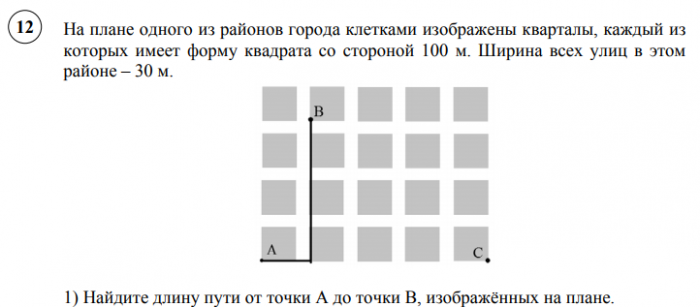 12
На плане одного из районов города клетками изображены кварталы, каждый из
которых имеет форму квадрата со стороной 100 м. Ширина всех улиц в этом
районе – 30 м.
B
A
C
1) Найдите длину пути от точки А до точки В, изображённых на плане.